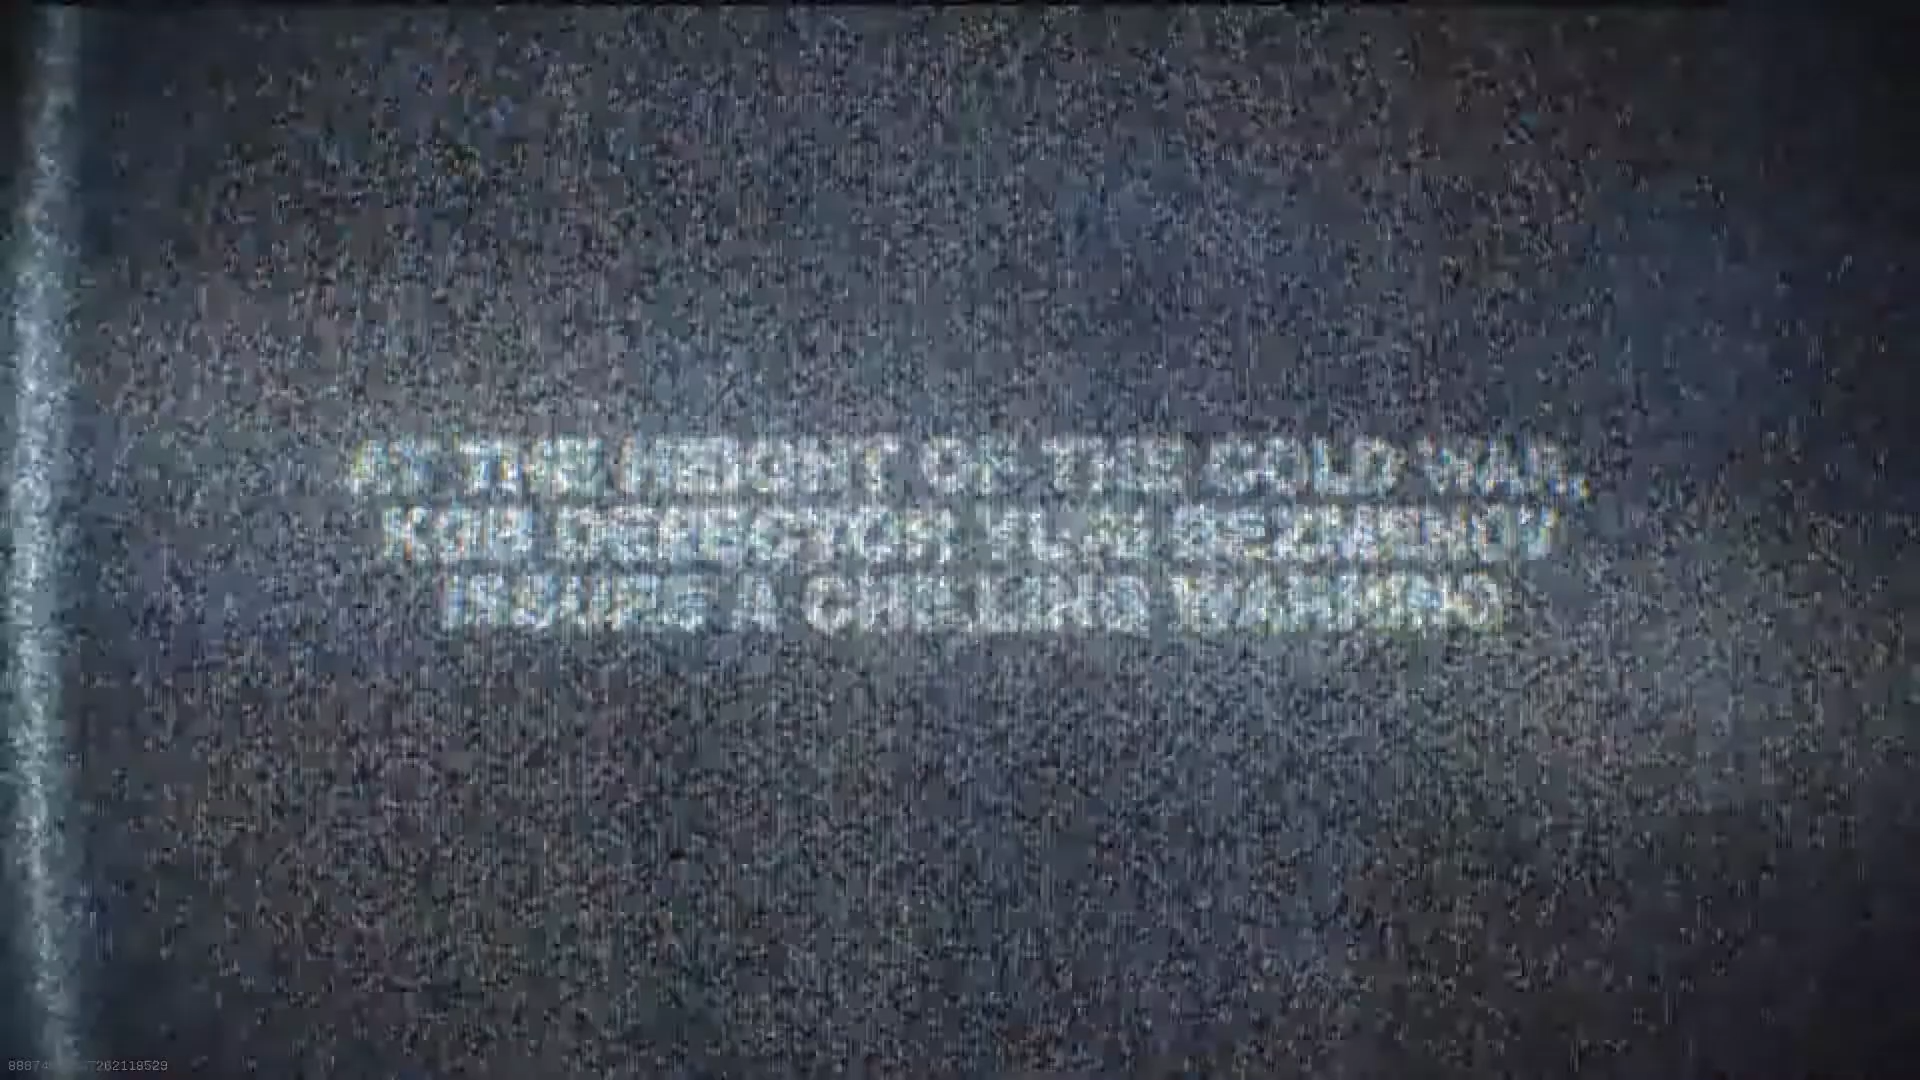 AT THE HEIGHT OF THE COLD WAR,
KGB DEFECTOR YURI BEZMENOV
ISSUED A CHILLING WARNING